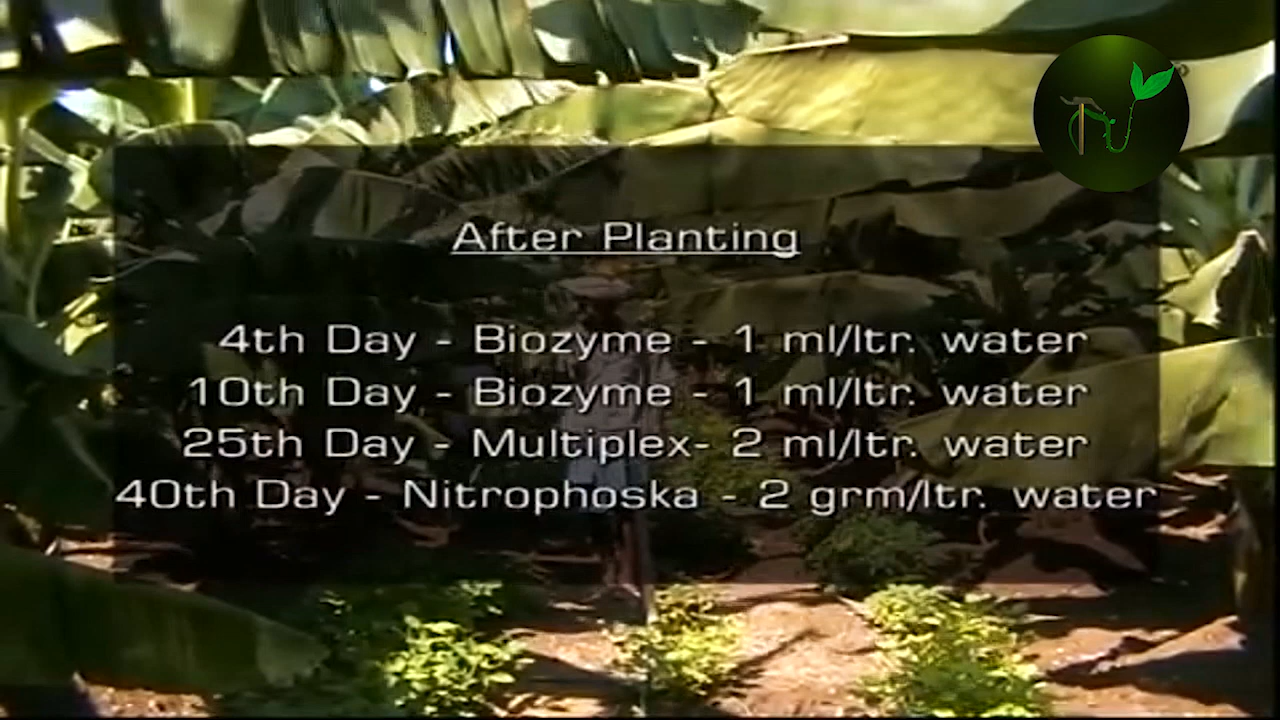 After Planting
4th Day - Biozyme - 1 ml/ltr. water
10th Day - Biozyme - 1 ml/ltr. water
25th Day - Multiplex- 2 ml/ltr. water
40th Day - Nitrophoska - 2 grm/ltr. water